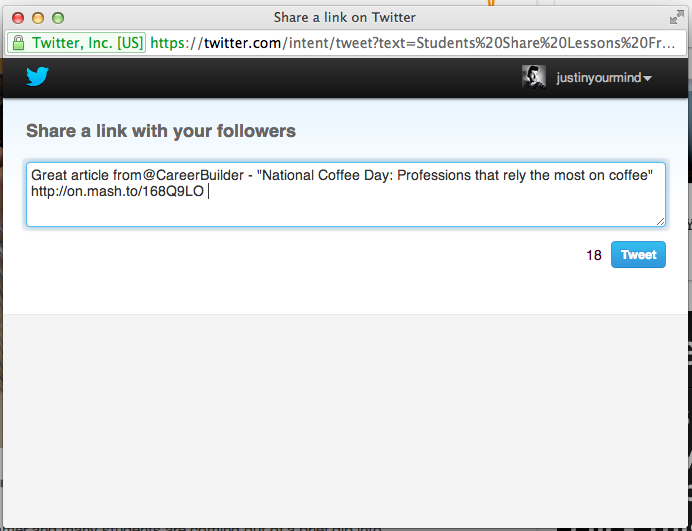 Share a link on Twitter
Twitter, Inc. [US] https://twitter.com/intent/tweet?text=Students%20Share%20Lessons%20Fr...
justinyourmind
Share a link with your followers
Great article from@CareerBuilder - "National Coffee Day: Professions that rely the most on coffee"
http://on.mash.to/168Q9LO
18 Tweet